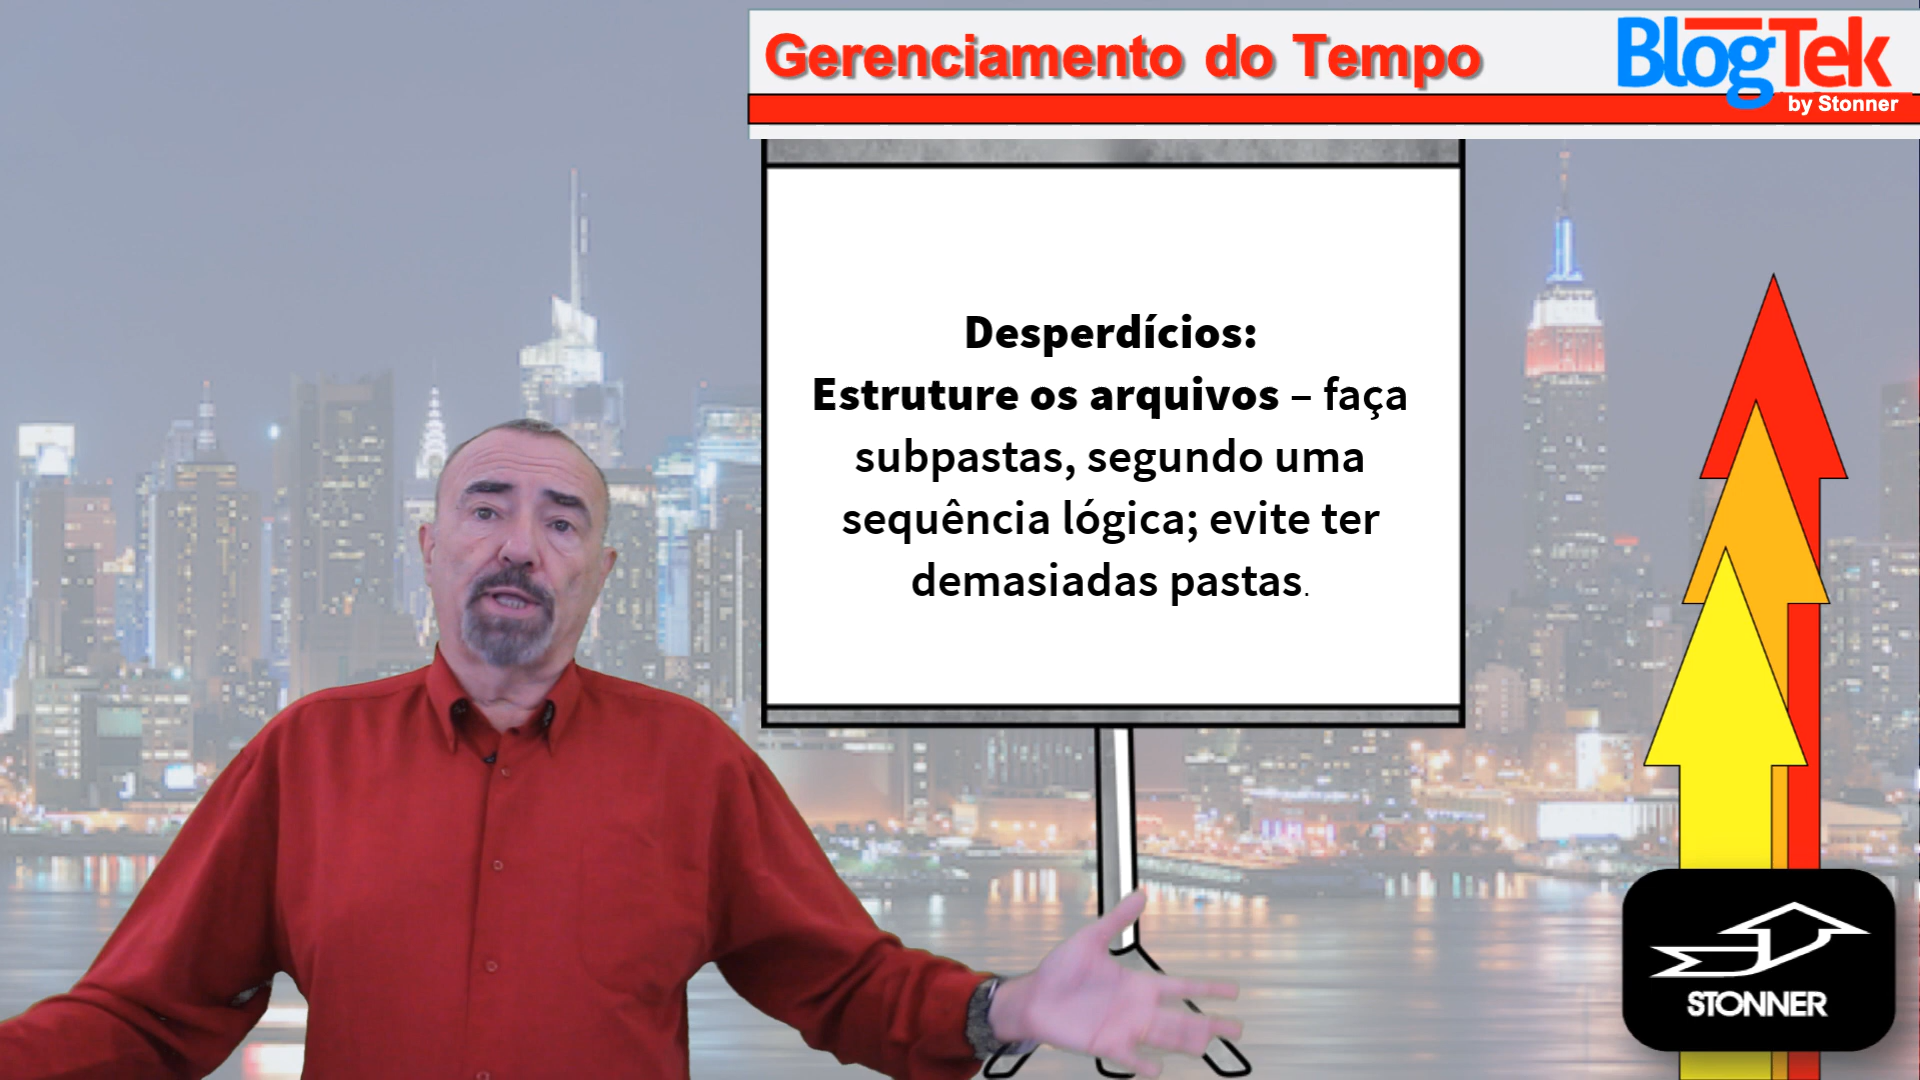 Gerenciamento do Tempo
BlogTek
by Stonner
Desperdícios:
Estruture os arquivos – faça
subpastas, segundo uma
sequência lógica; evite ter
demasiadas pastas.
STONNER